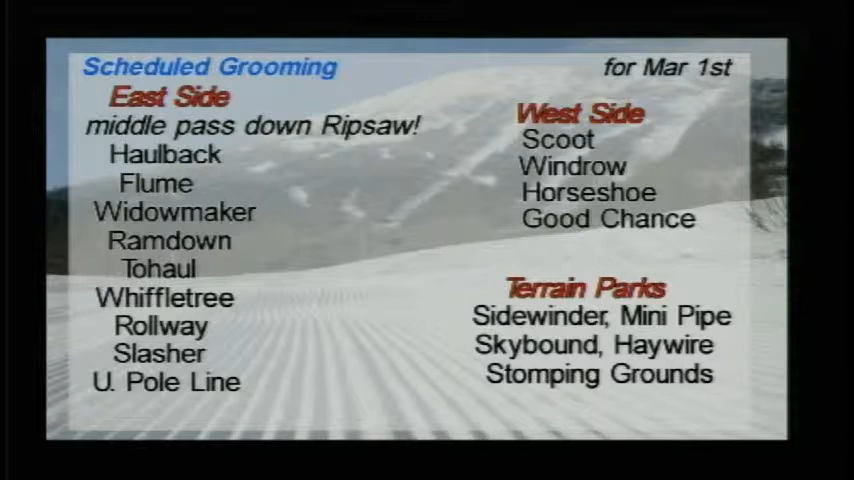 Scheduled Grooming
for Mar 1st
East Side
middle pass down Ripsaw!
Haulback
Flume
Widowmaker
Ramdown
Tohaul
Whiffletree
Rollway
Slasher
U. Pole Line
West Side
Scoot
Windrow
Horseshoe
Good Chance
Terrain Parks
Sidewinder, Mini Pipe
Skybound, Haywire
Stomping Grounds